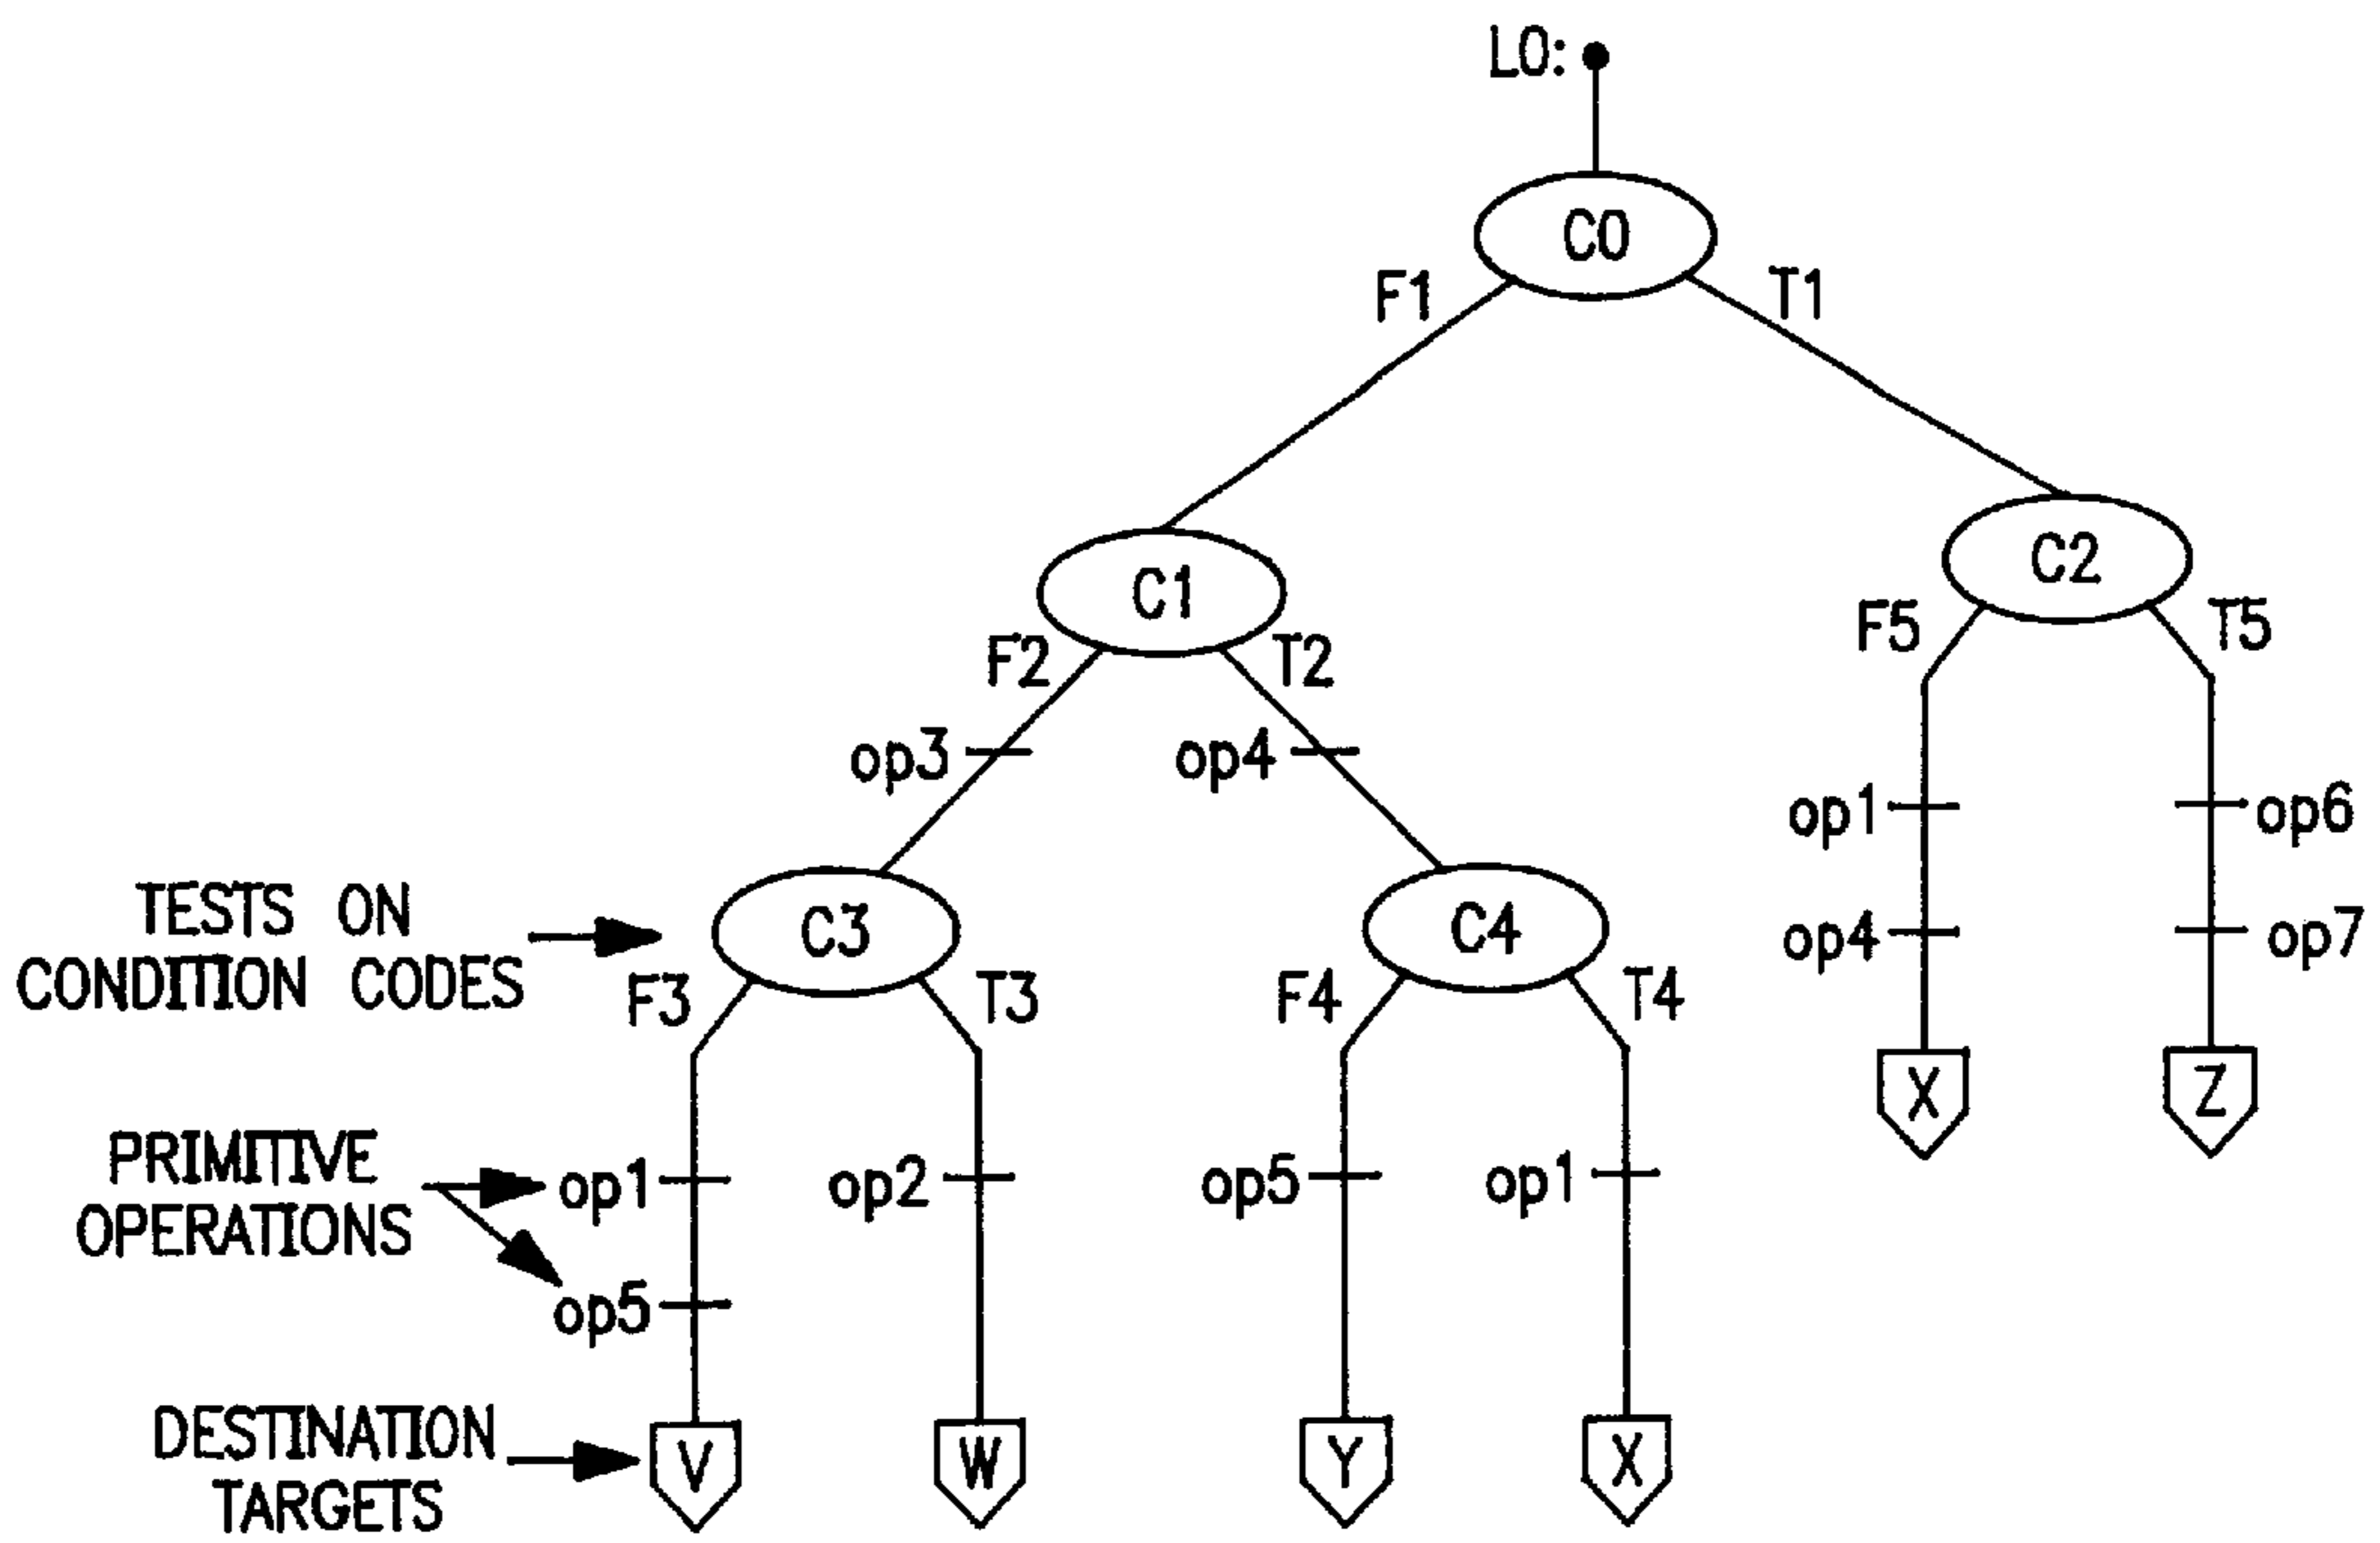 L0:
C0
F1
T1
C1
C2
F2
T2
F5
T5
op3
op4
op1
op6
TESTS ON
CONDITION CODES
C3
C4
op4
op7
F3
T3
F4
T4
X
Z
PRIMITIVE
OPERATIONS
op1
op2
op5
op1
op5
DESTINATION
TARGETS
V
W
Y
X